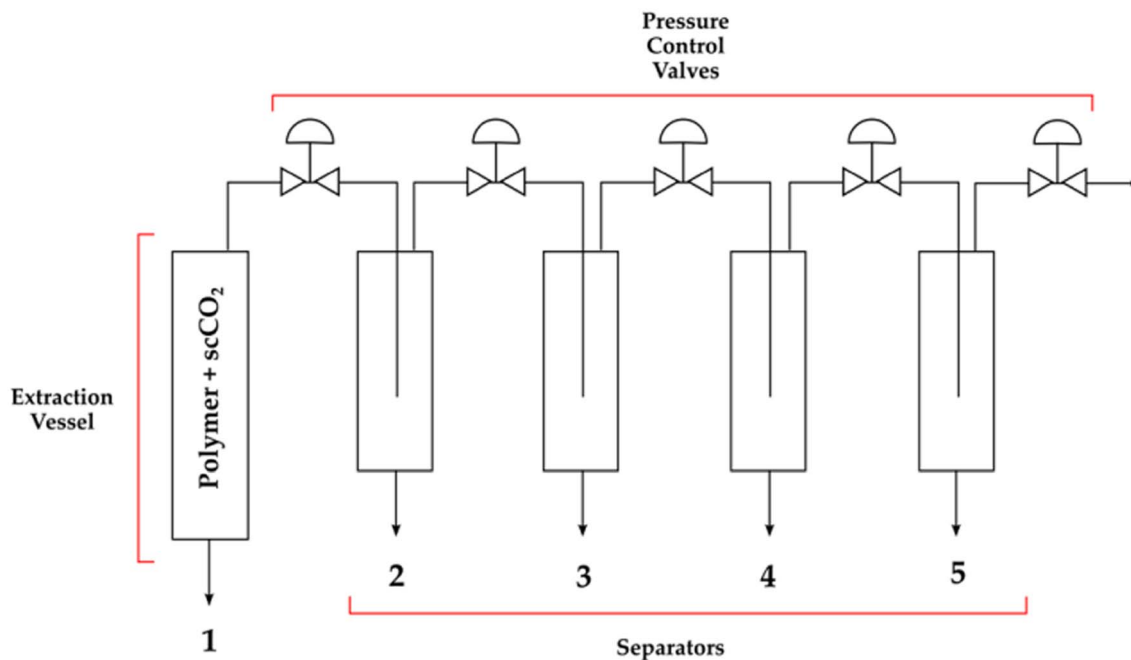 Pressure
Control
Valves
Extraction
Vessel
Polymer + scCO₂
1
2
3
4
5
Separators